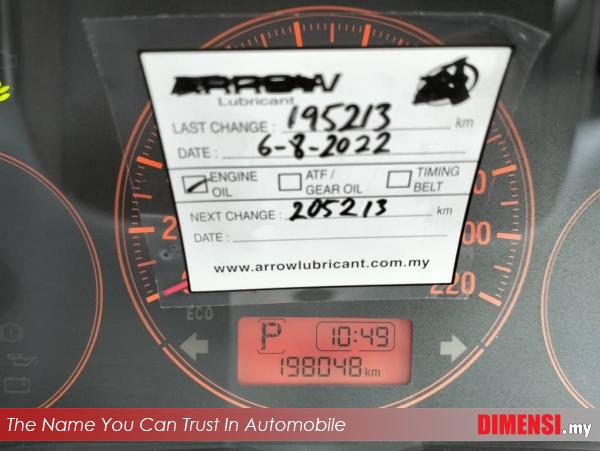 ARROW
Lubricant
LAST CHANGE : 195213 km
DATE : 6-8-2022
ENGINE OIL
ATF / GEAR OIL
TIMING BELT
NEXT CHANGE : 205213 km
DATE :
www.arrowlubricant.com.my
220
ECO
P 10:49
198048 km
The Name You Can Trust In Automobile
DIMENSI.my